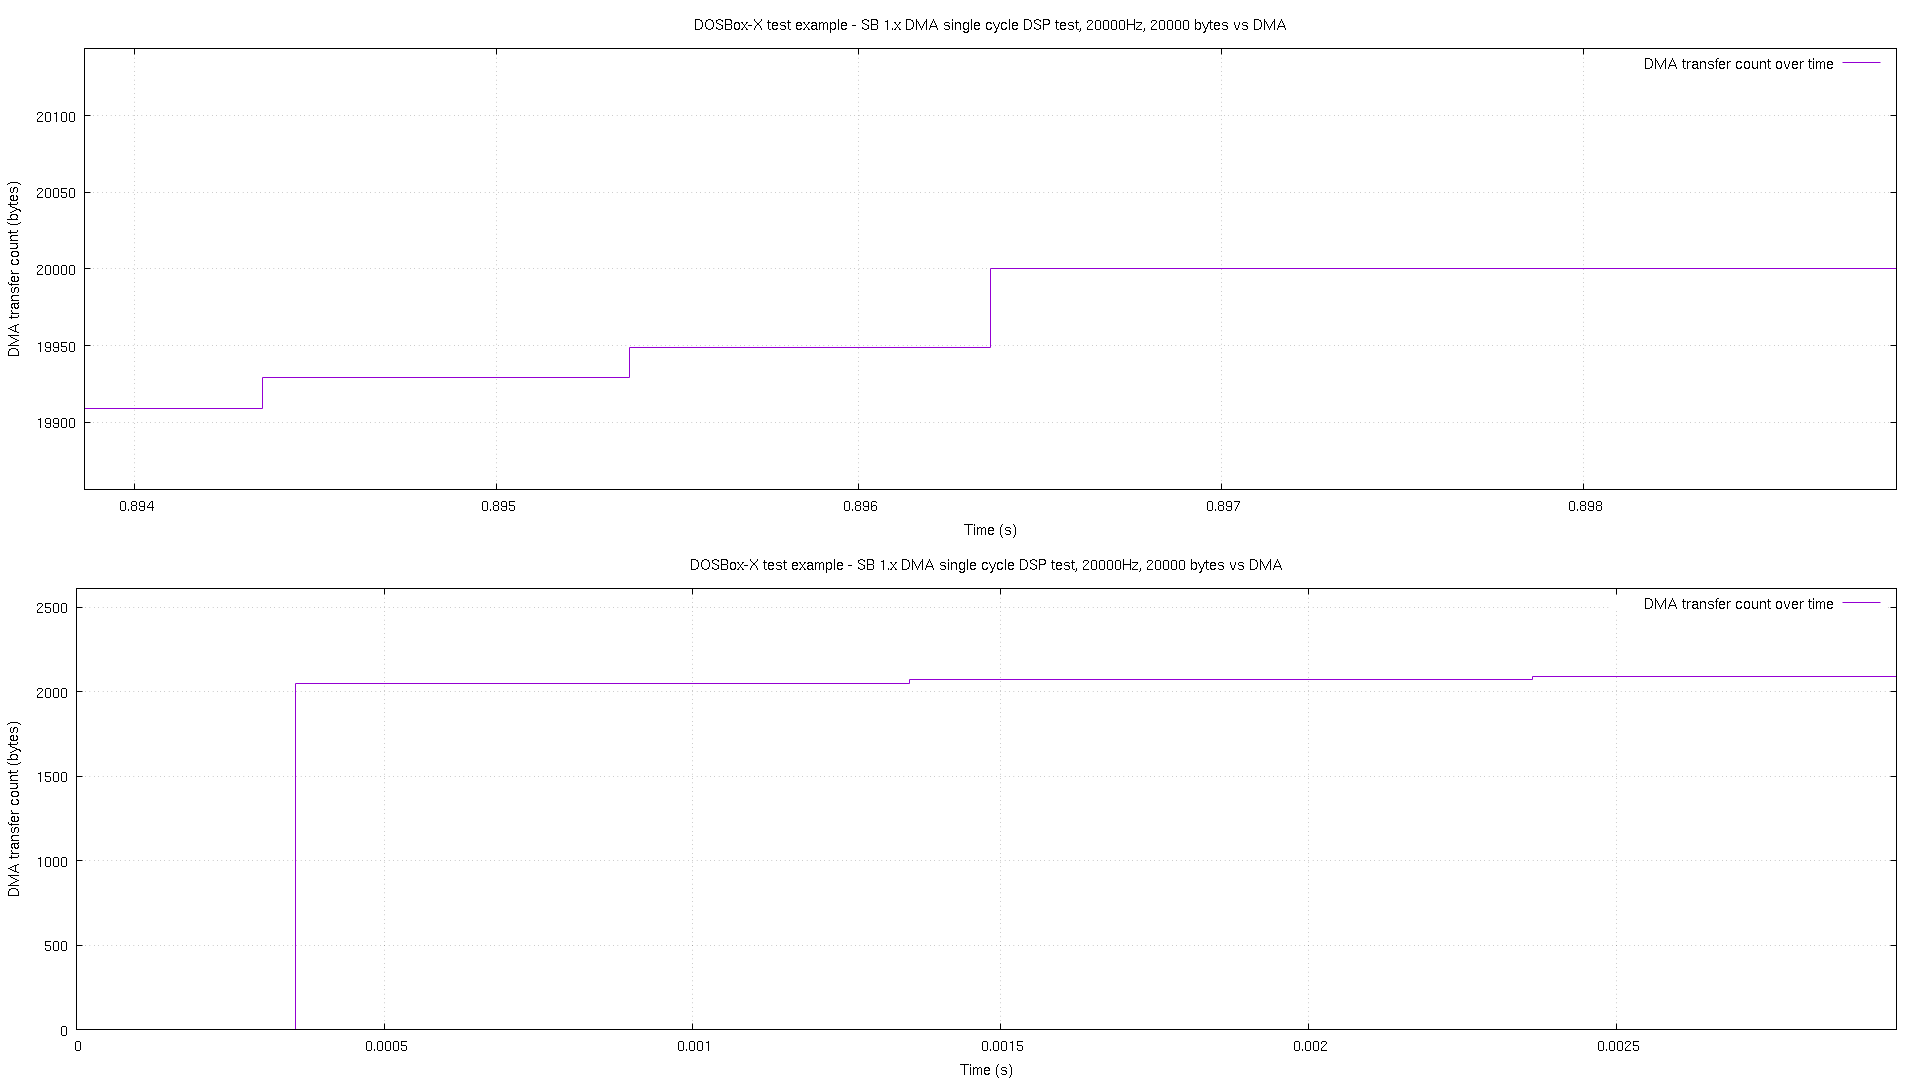 DOSBox-X test example - SB 1.x DMA single cycle DSP test, 20000Hz, 20000 bytes vs DMA
DMA transfer count over time
20100
20050
20000
19950
19900
DMA transfer count (bytes)
0.894 0.895 0.896 0.897 0.898
Time (s)
DOSBox-X test example - SB 1.x DMA single cycle DSP test, 20000Hz, 20000 bytes vs DMA
DMA transfer count over time
2500
2000
1500
1000
500
0
DMA transfer count (bytes)
0 0.0005 0.001 0.0015 0.002 0.0025
Time (s)